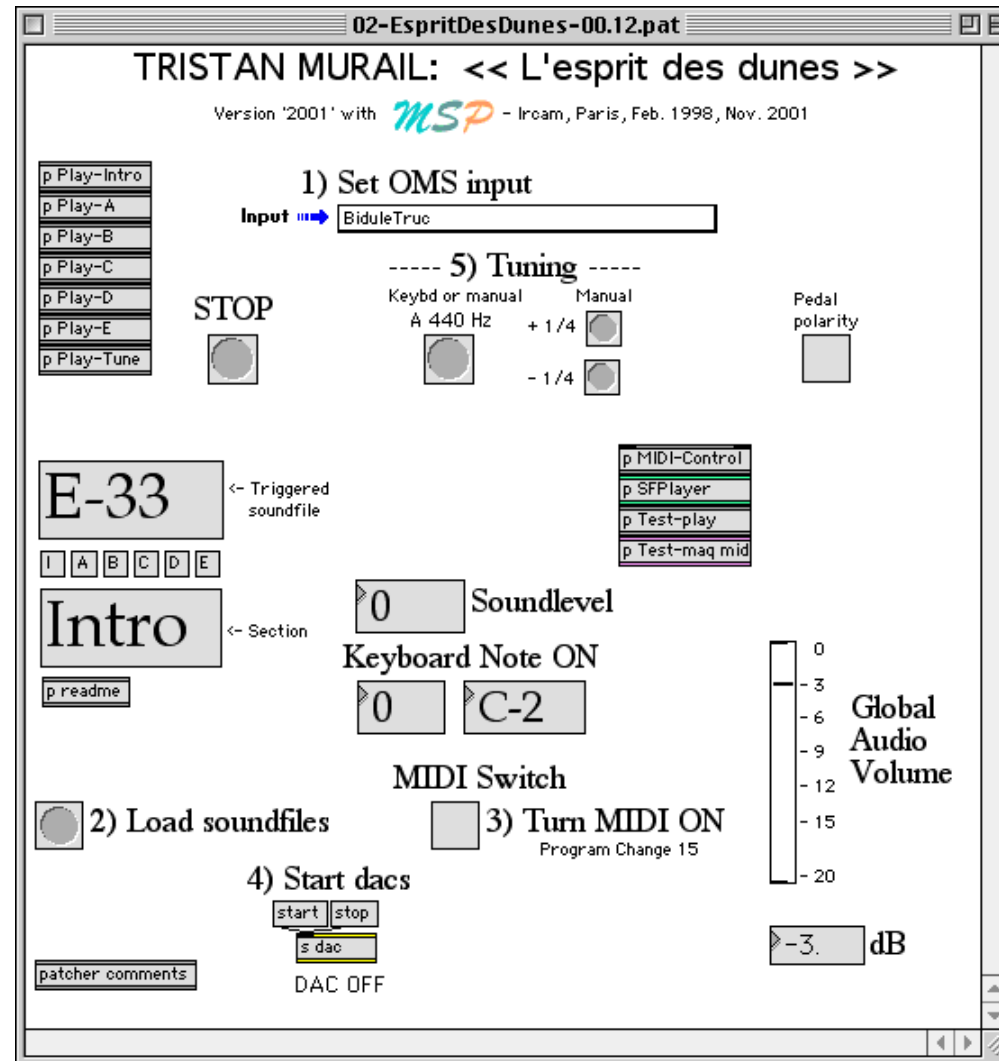 02-EspritDesDunes-00.12.pat
TRISTAN MURAIL: << L'esprit des dunes >>
Version '2001' with MSP - Ircam, Paris, Feb. 1998, Nov. 2001
p Play-Intro
p Play-A
p Play-B
p Play-C
p Play-D
p Play-E
p Play-Tune
1) Set OMS input
Input
BiduleTruc
----- 5) Tuning -----
Keybd or manual
A 440 Hz
Manual
+ 1/4
- 1/4
STOP
Pedal
polarity
p MIDI-Control
p SFPlayer
p Test-play
p Test-maq mid
E-33
<- Triggered
soundfile
I A B C D E
Intro
<- Section
p readme
0
Soundlevel
Keyboard Note ON
0 C-2
0
- 3
- 6
- 9
- 12
- 15
- 20
Global
Audio
Volume
MIDI Switch
2) Load soundfiles
3) Turn MIDI ON
Program Change 15
4) Start dacs
start stop
s dac
DAC OFF
-3. dB
patcher comments